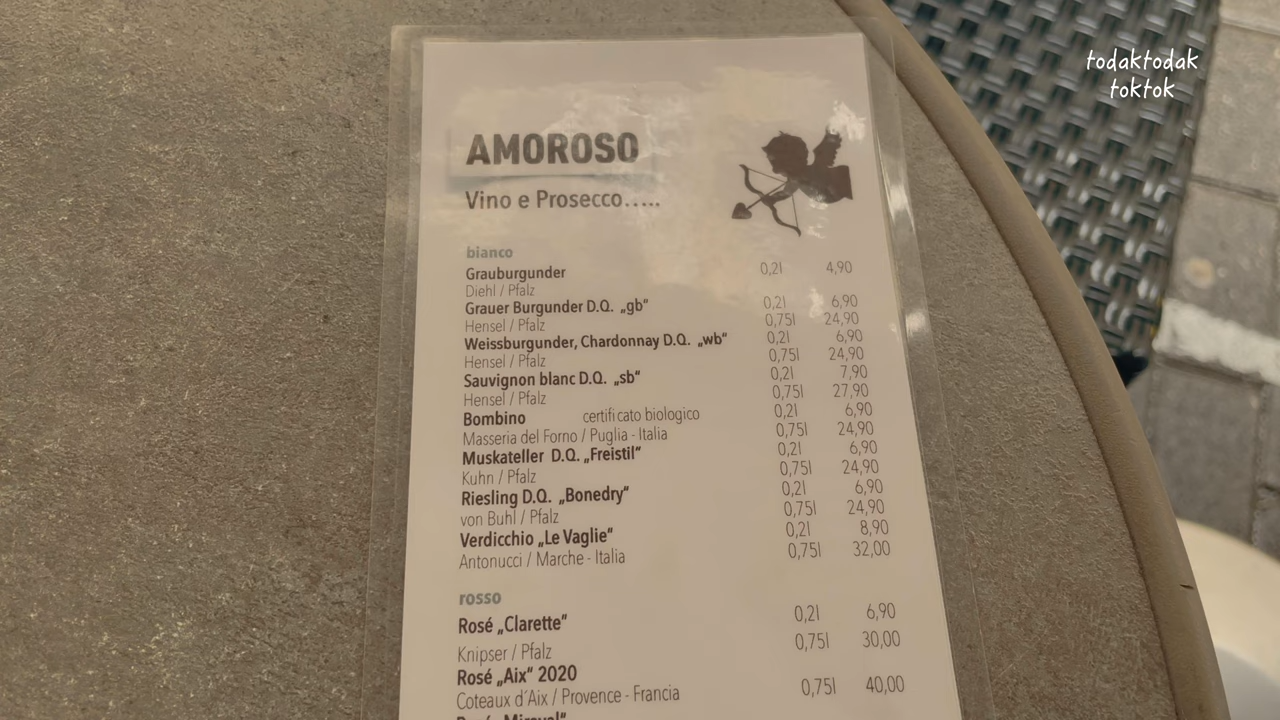 todaktodak
toktok
AMOROSO
Vino e Prosecco.....
bianco
Grauburgunder 0,2l 4,90
Diehl / Pfalz
Grauer Burgunder D.Q. „gb“ 0,2l 6,90
Hensel / Pfalz 0,75l 24,90
Weissburgunder, Chardonnay D.Q. „wb“ 0,2l 6,90
Hensel / Pfalz 0,75l 24,90
Sauvignon blanc D.Q. „sb“ 0,2l 7,90
Hensel / Pfalz 0,75l 27,90
Bombino certificato biologico 0,2l 6,90
Masseria del Forno / Puglia - Italia 0,75l 24,90
Muskateller D.Q. „Freistil“ 0,2l 6,90
Kuhn / Pfalz 0,75l 24,90
Riesling D.Q. „Bonedry“ 0,2l 6,90
von Buhl / Pfalz 0,75l 24,90
Verdicchio „Le Vaglie“ 0,2l 8,90
Antonucci / Marche - Italia 0,75l 32,00
rosso
Rosé „Clarette“ 0,2l 6,90
Knipser / Pfalz 0,75l 30,00
Rosé „Aix“ 2020
Coteaux d´Aix / Provence - Francia 0,75l 40,00